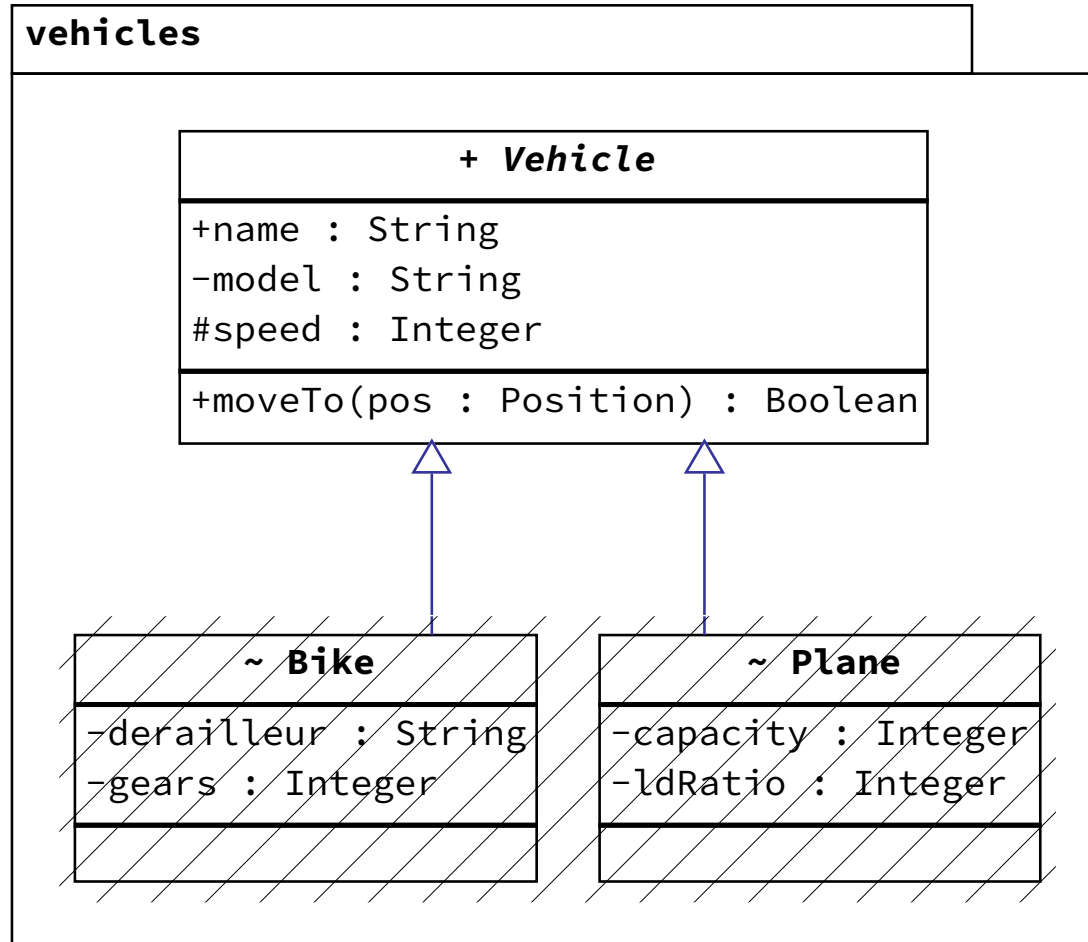 vehicles
+ Vehicle
+name : String
-model : String
#speed : Integer
+moveTo(pos : Position) : Boolean
~ Bike
-derailleur : String
-gears : Integer
~ Plane
-capacity : Integer
-ldRatio : Integer